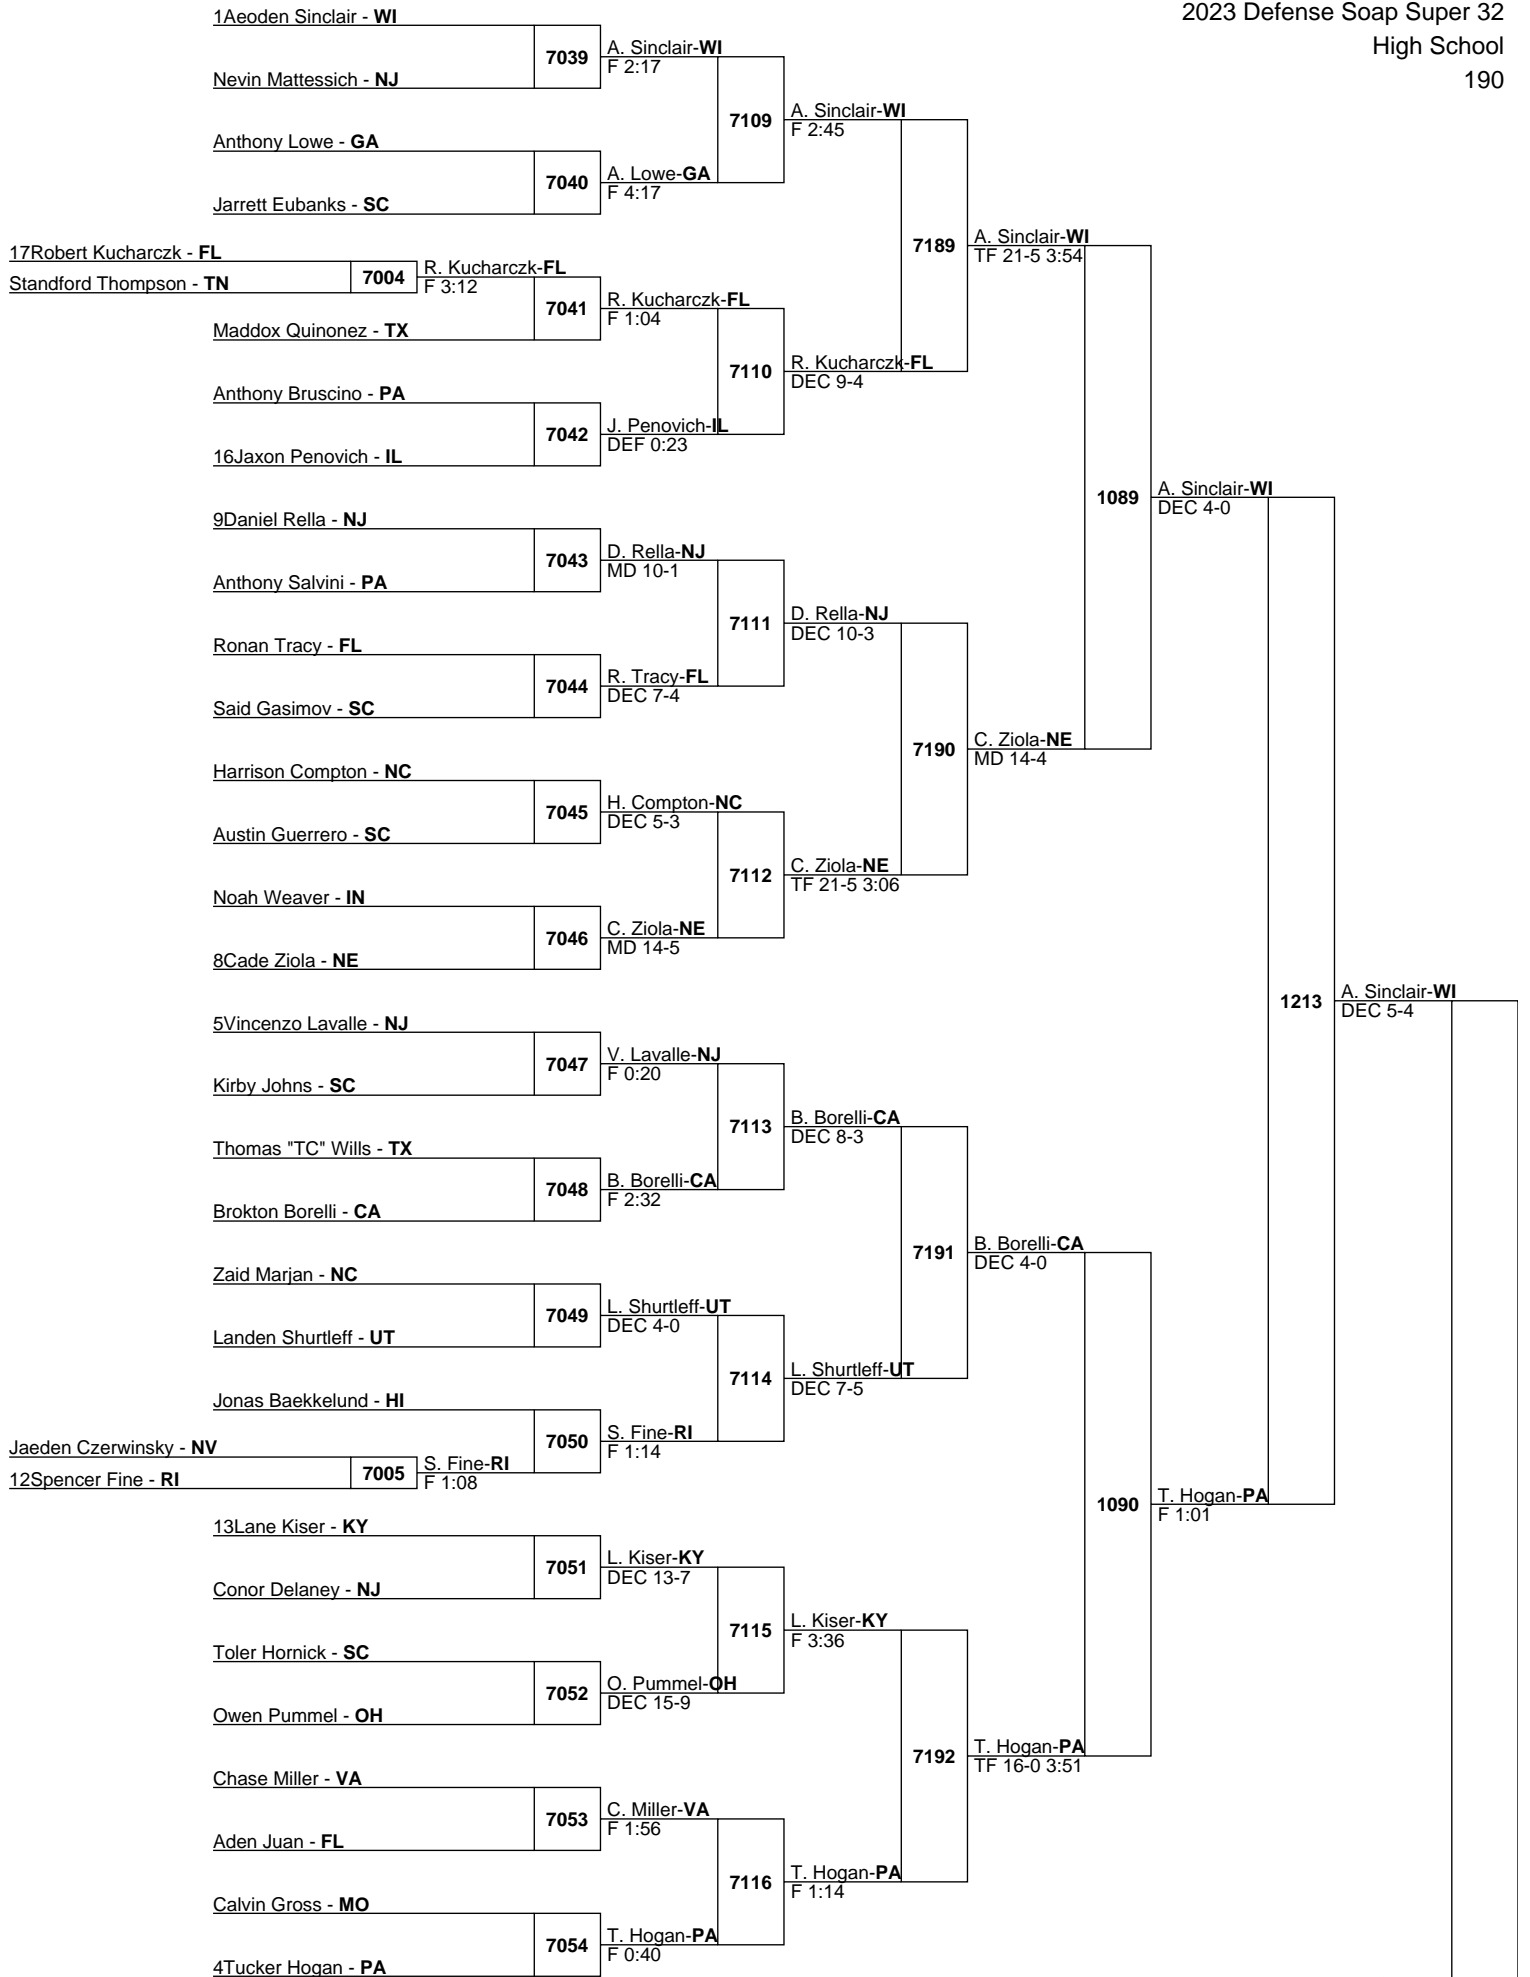 2023 Defense Soap Super 32
High School
190
1Aeoden Sinclair - WI
7039
A. Sinclair-WI
F 2:17
Nevin Mattessich - NJ
7109
A. Sinclair-WI
F 2:45
Anthony Lowe - GA
7040
A. Lowe-GA
F 4:17
Jarrett Eubanks - SC
7189
A. Sinclair-WI
TF 21-5 3:54
17Robert Kucharczk - FL
7004
R. Kucharczk-FL
F 3:12
Standford Thompson - TN
7041
R. Kucharczk-FL
F 1:04
Maddox Quinonez - TX
7110
R. Kucharczk-FL
DEC 9-4
Anthony Bruscino - PA
7042
J. Penovich-IL
DEF 0:23
16Jaxon Penovich - IL
1089
A. Sinclair-WI
DEC 4-0
9Daniel Rella - NJ
7043
D. Rella-NJ
MD 10-1
Anthony Salvini - PA
7111
D. Rella-NJ
DEC 10-3
Ronan Tracy - FL
7044
R. Tracy-FL
DEC 7-4
Said Gasimov - SC
7190
C. Ziola-NE
MD 14-4
Harrison Compton - NC
7045
H. Compton-NC
DEC 5-3
Austin Guerrero - SC
7112
C. Ziola-NE
TF 21-5 3:06
Noah Weaver - IN
7046
C. Ziola-NE
MD 14-5
8Cade Ziola - NE
1213
A. Sinclair-WI
DEC 5-4
5Vincenzo Lavalle - NJ
7047
V. Lavalle-NJ
F 0:20
Kirby Johns - SC
7113
B. Borelli-CA
DEC 8-3
Thomas "TC" Wills - TX
7048
B. Borelli-CA
F 2:32
Brokton Borelli - CA
7191
B. Borelli-CA
DEC 4-0
Zaid Marjan - NC
7049
L. Shurtleff-UT
DEC 4-0
Landen Shurtleff - UT
7114
L. Shurtleff-UT
DEC 7-5
Jonas Baekkelund - HI
7050
S. Fine-RI
F 1:14
Jaeden Czerwinsky - NV
7005
S. Fine-RI
F 1:08
12Spencer Fine - RI
1090
T. Hogan-PA
F 1:01
13Lane Kiser - KY
7051
L. Kiser-KY
DEC 13-7
Conor Delaney - NJ
7115
L. Kiser-KY
F 3:36
Toler Hornick - SC
7052
O. Pummel-OH
DEC 15-9
Owen Pummel - OH
7192
T. Hogan-PA
TF 16-0 3:51
Chase Miller - VA
7053
C. Miller-VA
F 1:56
Aden Juan - FL
7116
T. Hogan-PA
F 1:14
Calvin Gross - MO
7054
T. Hogan-PA
F 0:40
4Tucker Hogan - PA